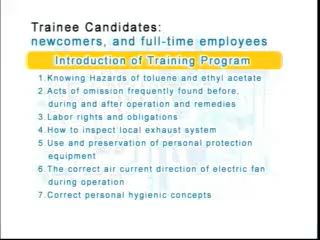 Trainee Candidates:
newcomers, and full-time employees
Introduction of Training Program
1.Knowing Hazards of toluene and ethyl acetate
2.Acts of omission frequently found before,
during and after operation and remedies
3.Labor rights and obligations
4.How to inspect local exhaust system
5.Use and preservation of personal protection
equipment
6.The correct air current direction of electric fan
during operation
7.Correct personal hygienic concepts